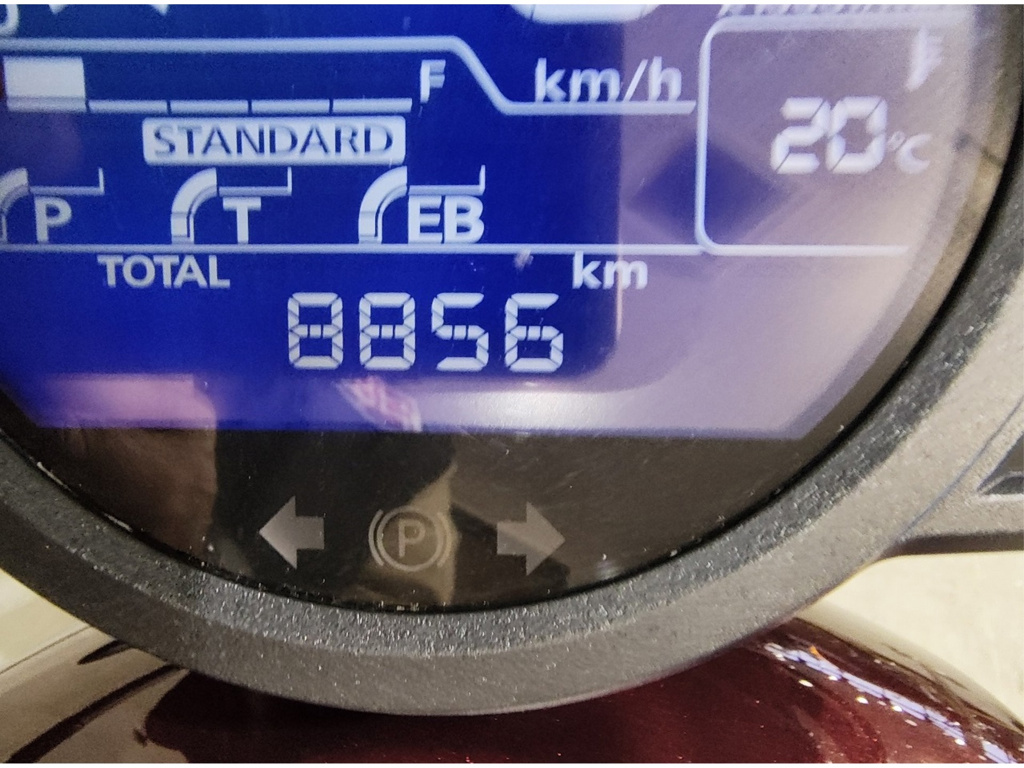 F km/h
20°C
STANDARD
P T EB
TOTAL km
8856
P